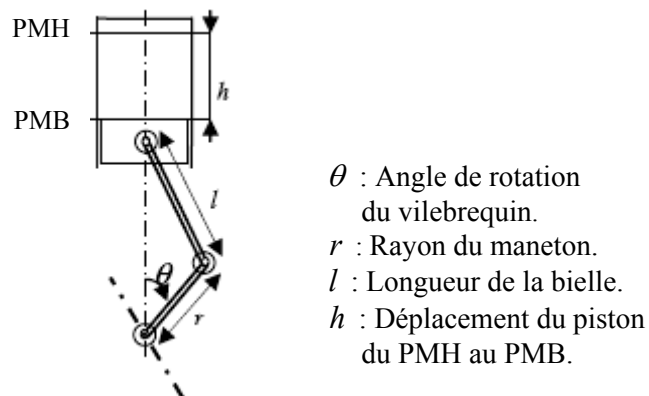 PMH
h
PMB
l
θ
r
θ : Angle de rotation
du vilebrequin.
r : Rayon du maneton.
l : Longueur de la bielle.
h : Déplacement du piston
du PMH au PMB.